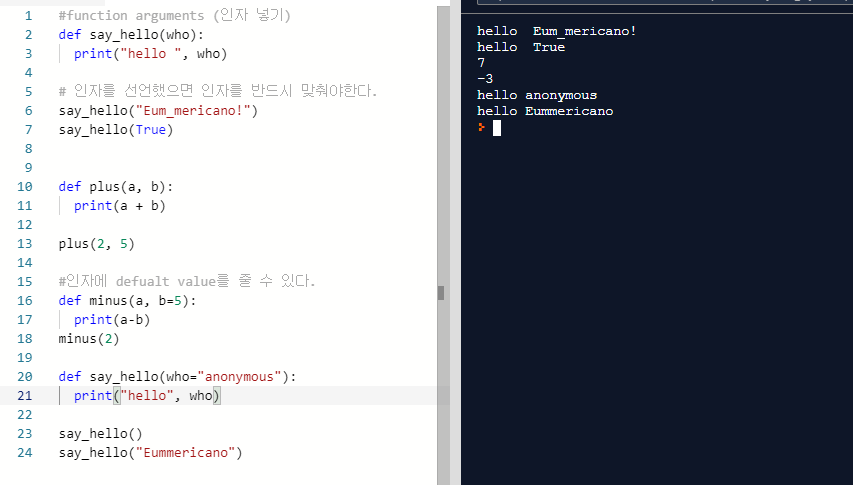 1 #function arguments (인자 넣기)
2 def say_hello(who):
3 print("hello ", who)
4
5 # 인자를 선언했으면 인자를 반드시 맞춰야한다.
6 say_hello("Eum_mericano!")
7 say_hello(True)
8
9
10 def plus(a, b):
11 print(a + b)
12
13 plus(2, 5)
14
15 #인자에 defualt value를 줄 수 있다.
16 def minus(a, b=5):
17 print(a-b)
18 minus(2)
19
20 def say_hello(who="anonymous"):
21 print("hello", who)
22
23 say_hello()
24 say_hello("Eummericano")
hello  Eum_mericano!
hello  True
7
-3
hello anonymous
hello Eummericano